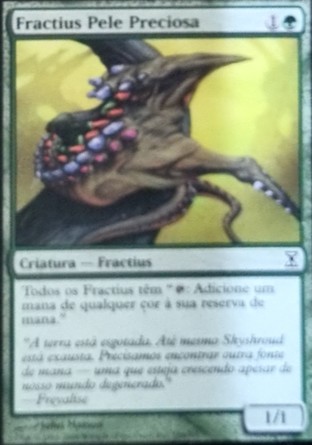 Fractius Pele Preciosa 1
Criatura — Fractius
Todos os Fractius têm ": Adicione um
mana de qualquer cor à sua reserva de
mana."
"A terra está esgotada. Até mesmo Skyshroud
está exausta. Precisamos encontrar outra fonte
de mana — uma que esteja crescendo apesar de
nosso mundo degenerado."
—Freyalise
1/1